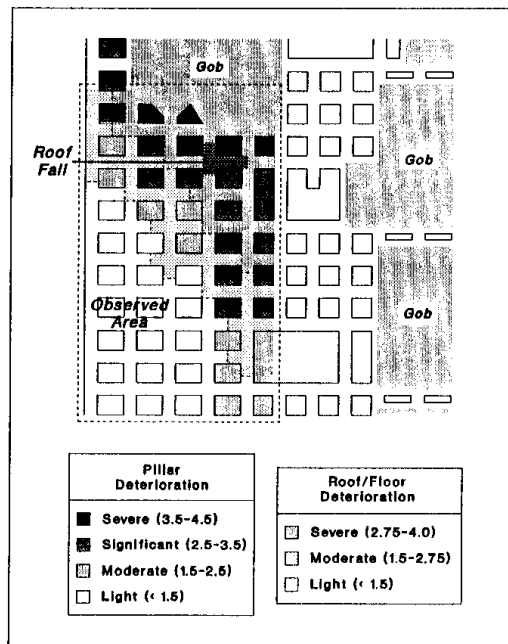 Gob
Roof
Fall
Gob
Observed
Area
Gob
Pillar
Deterioration
Severe (3.5-4.5)
Significant (2.5-3.5)
Moderate (1.5-2.5)
Light (< 1.5)
Roof/Floor
Deterioration
Severe (2.75-4.0)
Moderate (1.5-2.75)
Light (< 1.5)